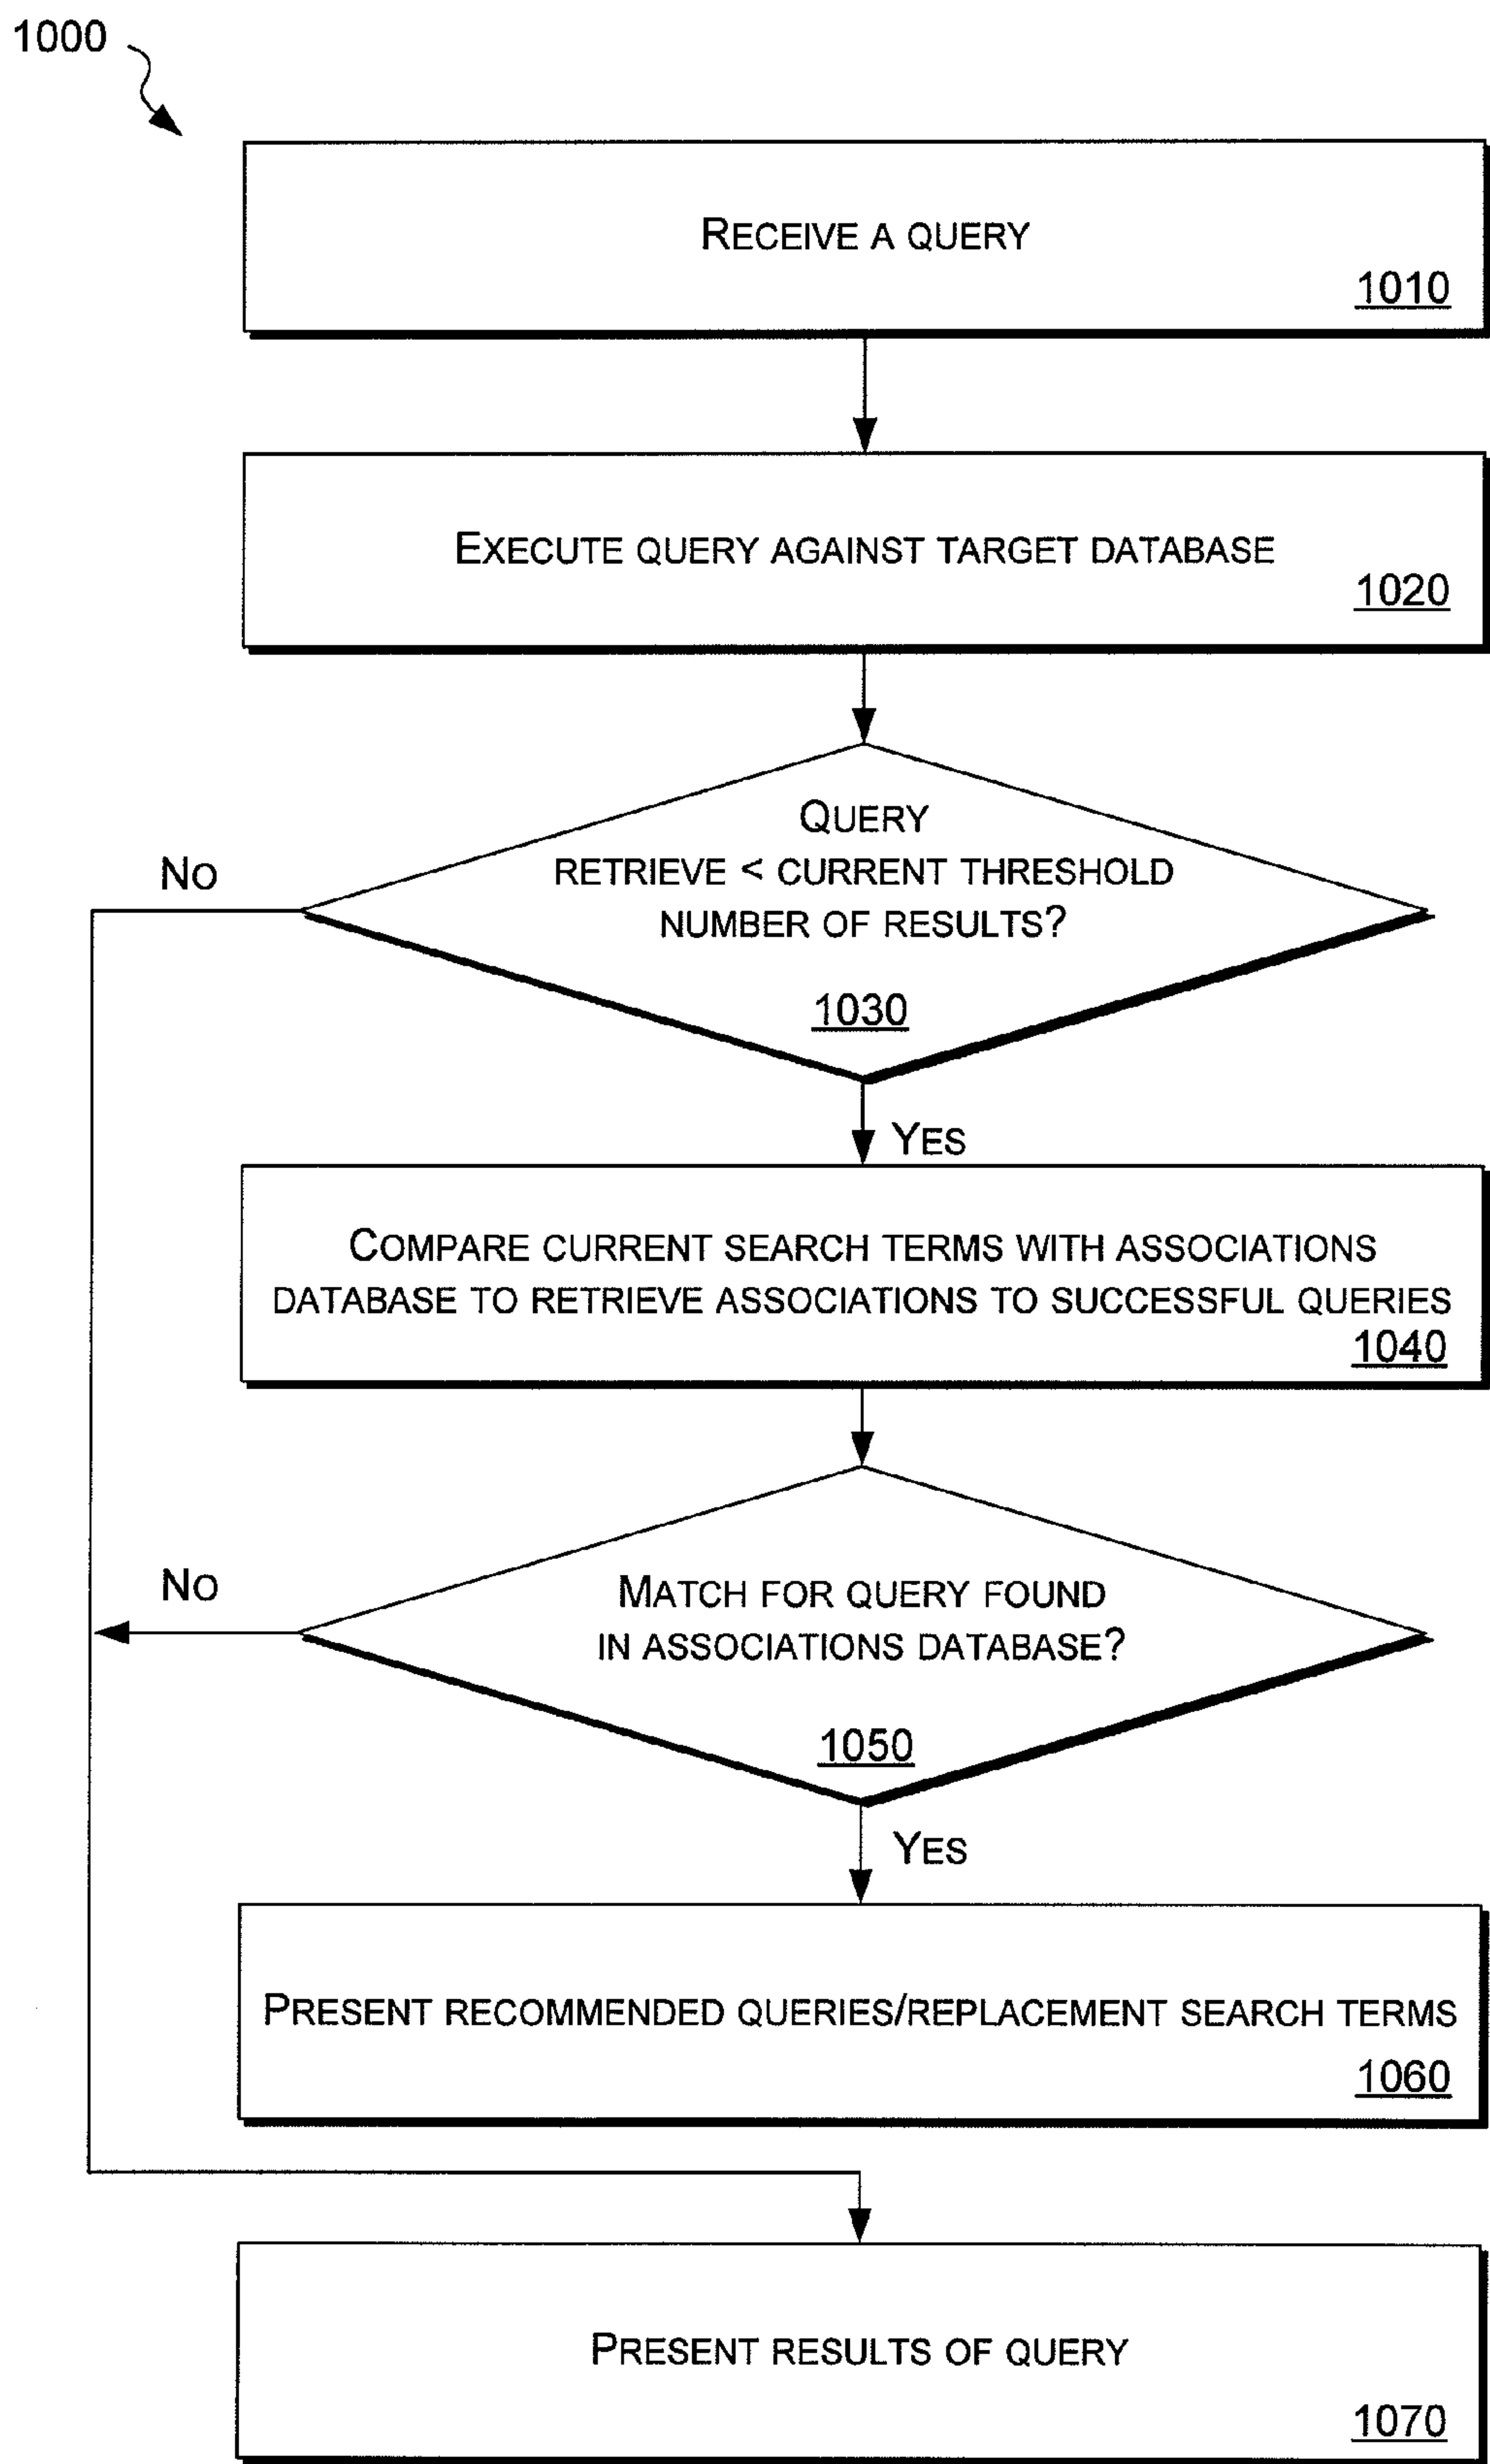 1000
RECEIVE A QUERY
1010
EXECUTE QUERY AGAINST TARGET DATABASE
1020
QUERY
RETRIEVE < CURRENT THRESHOLD
NUMBER OF RESULTS?
1030
NO
YES
COMPARE CURRENT SEARCH TERMS WITH ASSOCIATIONS
DATABASE TO RETRIEVE ASSOCIATIONS TO SUCCESSFUL QUERIES
1040
MATCH FOR QUERY FOUND
IN ASSOCIATIONS DATABASE?
1050
NO
YES
PRESENT RECOMMENDED QUERIES/REPLACEMENT SEARCH TERMS
1060
PRESENT RESULTS OF QUERY
1070